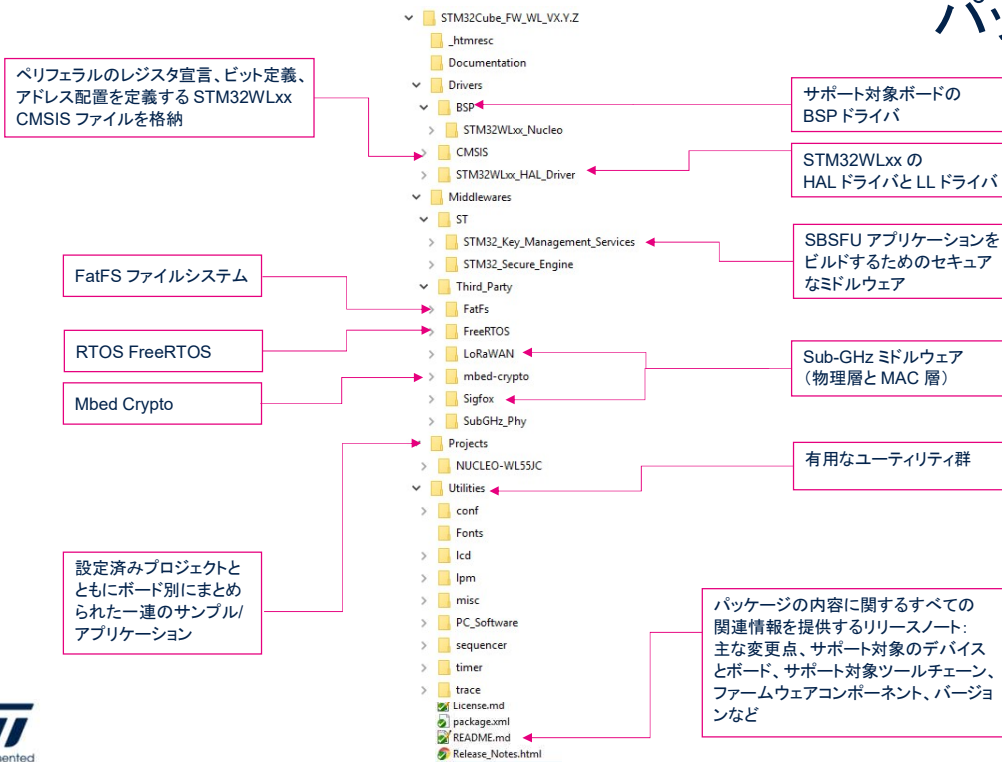 パッ
STM32Cube_FW_WL_VX.Y.Z
_htmresc
Documentation
Drivers
BSP
STM32WLxx_Nucleo
CMSIS
STM32WLxx_HAL_Driver
Middlewares
ST
STM32_Key_Management_Services
STM32_Secure_Engine
Third_Party
FatFs
FreeRTOS
LoRaWAN
mbed-crypto
Sigfox
SubGHz_Phy
Projects
NUCLEO-WL55JC
Utilities
conf
Fonts
lcd
lpm
misc
PC_Software
sequencer
timer
trace
License.md
package.xml
README.md
Release_Notes.html
ペリフェラルのレジスタ宣言、ビット定義、
アドレス配置を定義する STM32WLxx
CMSIS ファイルを格納
FatFS ファイルシステム
RTOS FreeRTOS
Mbed Crypto
設定済みプロジェクトと
ともにボード別にまとめ
られた一連のサンプル/
アプリケーション
サポート対象ボードの
BSP ドライバ
STM32WLxx の
HAL ドライバと LL ドライバ
SBSFU アプリケーションを
ビルドするためのセキュア
なミドルウェア
Sub-GHz ミドルウェア
（物理層と MAC 層）
有用なユーティリティ群
パッケージの内容に関するすべての
関連情報を提供するリリースノート:
主な変更点、サポート対象のデバイス
とボード、サポート対象ツールチェーン、
ファームウェアコンポーネント、バージョ
ンなど